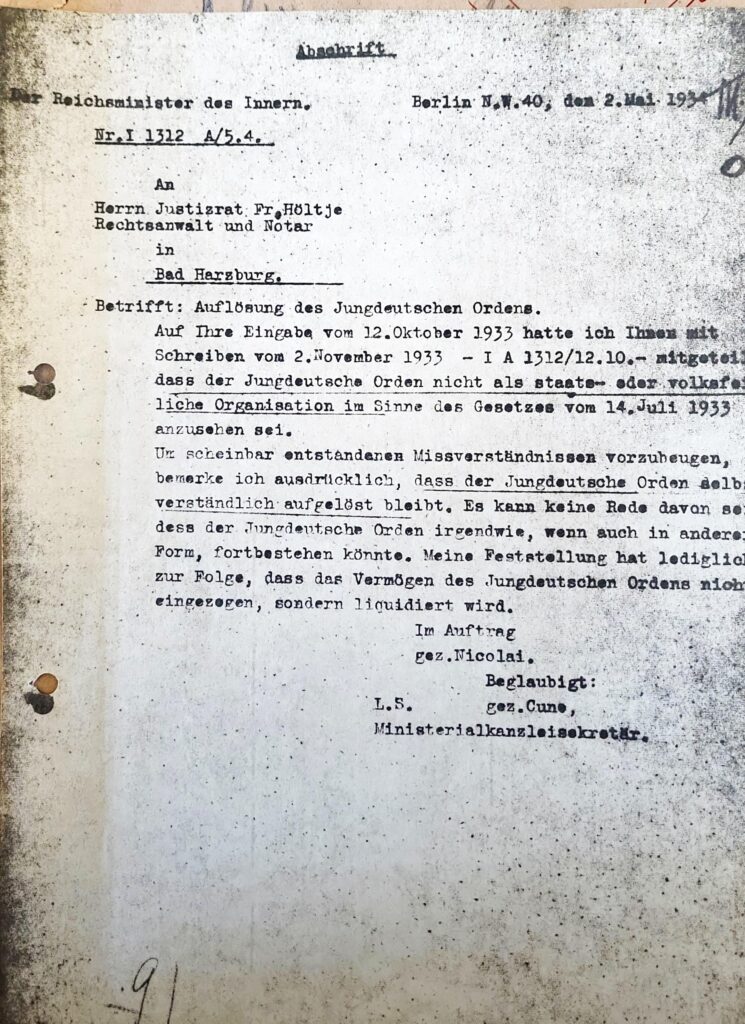 Abschrift
Der Reichsminister des Innern. Berlin N.W.40, den 2.Mai 1934
Nr.I 1312 A/5.4.
An
Herrn Justizrat Fr.Höltje
Rechtsanwalt und Notar
in
Bad Harzburg.
Betrifft: Auflösung des Jungdeutschen Ordens.
Auf Ihre Eingabe vom 12.Oktober 1933 hatte ich Ihnen mit
Schreiben vom 2.November 1933 - I A 1312/12.10.- mitgeteil
dass der Jungdeutsche Orden nicht als staats- oder volksfei
liche Organisation im Sinne des Gesetzes vom 14.Juli 1933
anzusehen sei.
Um scheinbar entstandenen Missverständnissen vorzubeugen,
bemerke ich ausdrücklich, dass der Jungdeutsche Orden selbs
verständlich aufgelöst bleibt. Es kann keine Rede davon se
dess der Jungdeutsche Orden irgendwie, wenn auch in andere
Form, fortbestehen könnte. Meine Feststellung hat lediglich
zur Folge, dass das Vermögen des Jungdeutschen Ordens nich
eingezogen, sondern liquidiert wird.
Im Auftrag
gez.Nicolai.
Beglaubigt:
L.S. gez.Cuno,
Ministerialkanzleisekretär.
91